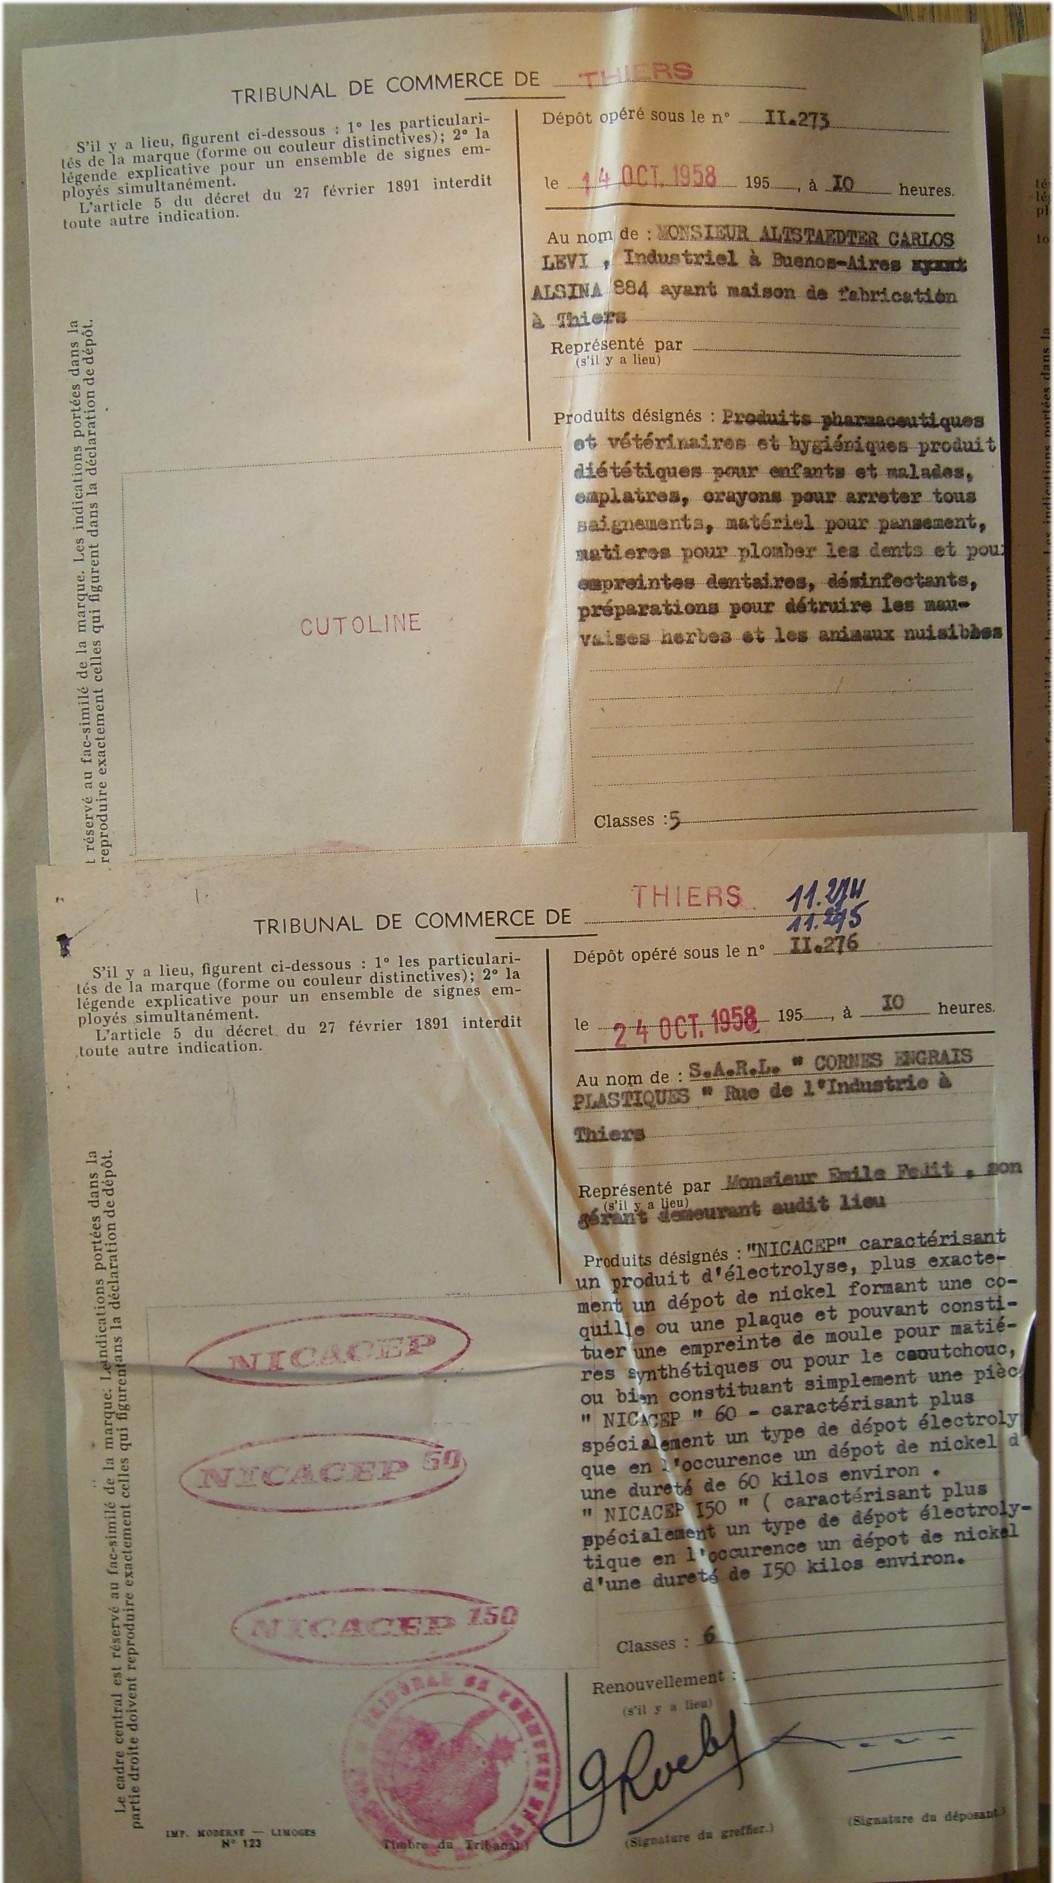 TRIBUNAL DE COMMERCE DE THIERS
S'il y a lieu, figurent ci-dessous : 1° les particulari-
tés de la marque (forme ou couleur distinctives); 2° la
légende explicative pour un ensemble de signes em-
ployés simultanément.
L'article 5 du décret du 27 février 1891 interdit
toute autre indication.
Dépôt opéré sous le n° II.273
le 14 OCT. 1958 195 , à IO heures.
Au nom de : MONSIEUR ALTSTAEDTER CARLOS
LEVI , Industriel à Buenos-Aires
ALSINA 884 ayant maison de fabrication
à Thiers
Représenté par
(s'il y a lieu)
Produits désignés : Produits pharmaceutiques
et vétérinaires et hygiéniques produit
diététiques pour enfants et malades,
emplatres, crayons pour arreter tous
saignements, matériel pour pansement,
matieres pour plomber les dents et pou
empreintes dentaires, désinfectants,
préparations pour détruire les mau-
vaises herbes et les animaux nuisibles
Classes : 5
t réservé au fac-similé de la marque. Les indications portées dans la
reproduire exactement celles qui figurent dans la déclaration de dépôt.
CUTOLINE
TRIBUNAL DE COMMERCE DE THIERS
11.274
11.275
S'il y a lieu, figurent ci-dessous : 1° les particulari-
tés de la marque (forme ou couleur distinctives); 2° la
légende explicative pour un ensemble de signes em-
ployés simultanément.
L'article 5 du décret du 27 février 1891 interdit
toute autre indication.
Dépôt opéré sous le n° II.276
le 24 OCT. 1958 195 , à IO heures.
Au nom de : S.A.R.L. " CORNES ENGRAIS
PLASTIQUES " Rue de l'Industrie à
Thiers
Représenté par Monsieur Emile Fedit , son
(s'il y a lieu)
gérant demeurant audit lieu
Produits désignés : "NICACEP" caractérisant
un produit d'électrolyse, plus exacte-
ment un dépot de nickel formant une co-
quille ou une plaque et pouvant consti-
tuer une empreinte de moule pour matié-
res synthétiques ou pour le caoutchouc,
ou bien constituant simplement une pièc
" NICACEP " 60 - caractérisant plus
spécialement un type de dépot électroly
que en l'occurence un dépot de nickel d
une dureté de 60 kilos environ .
" NICACEP I50 " ( caractérisant plus
spécialement un type de dépot électroly-
tique en l'occurence un dépot de nickel
d'une dureté de I50 kilos environ.
Classes : 6
Renouvellement :
(s'il y a lieu)
Le cadre central est réservé au fac-similé de la marque. Les indications portées dans la
partie droite doivent reproduire exactement celles qui figurent dans la déclaration de dépôt.
NICACEP
NICACEP 60
NICACEP 150
IMP. MODERNE — LIMOGES
N° 123
Timbre du Tribunal.)
(Signature du greffier.)
(Signature du déposant.)